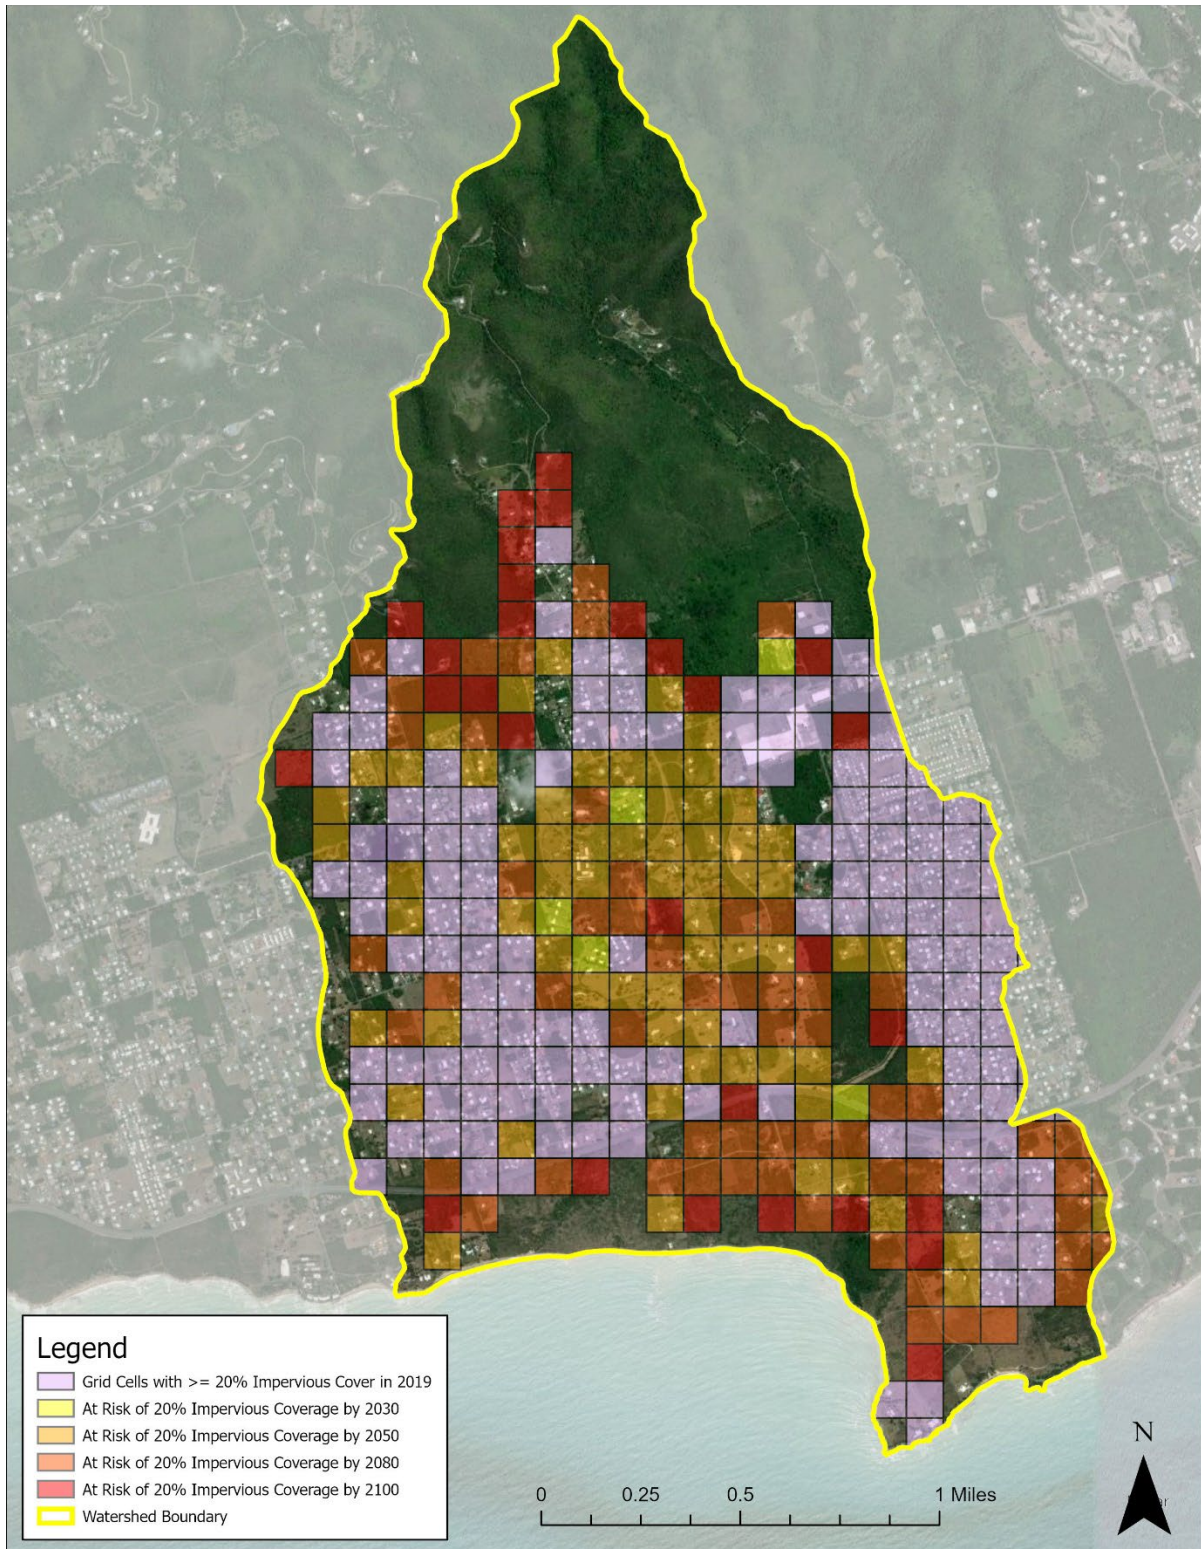 Legend
Grid Cells with >= 20% Impervious Cover in 2019
At Risk of 20% Impervious Coverage by 2030
At Risk of 20% Impervious Coverage by 2050
At Risk of 20% Impervious Coverage by 2080
At Risk of 20% Impervious Coverage by 2100
Watershed Boundary
0 0.25 0.5 1 Miles
N